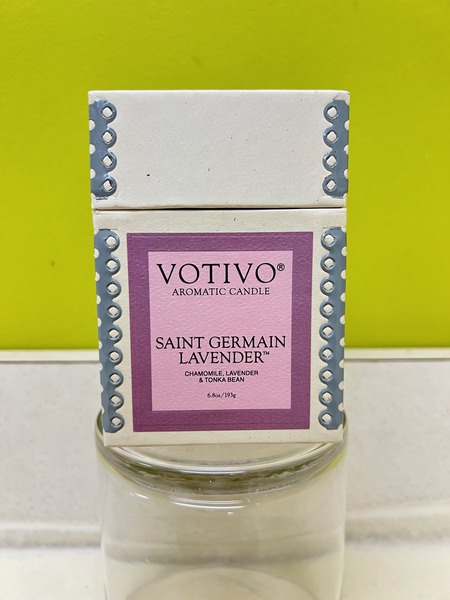 VOTIVO®
AROMATIC CANDLE
SAINT GERMAIN
LAVENDER™
CHAMOMILE, LAVENDER
& TONKA BEAN
6.8oz/193g